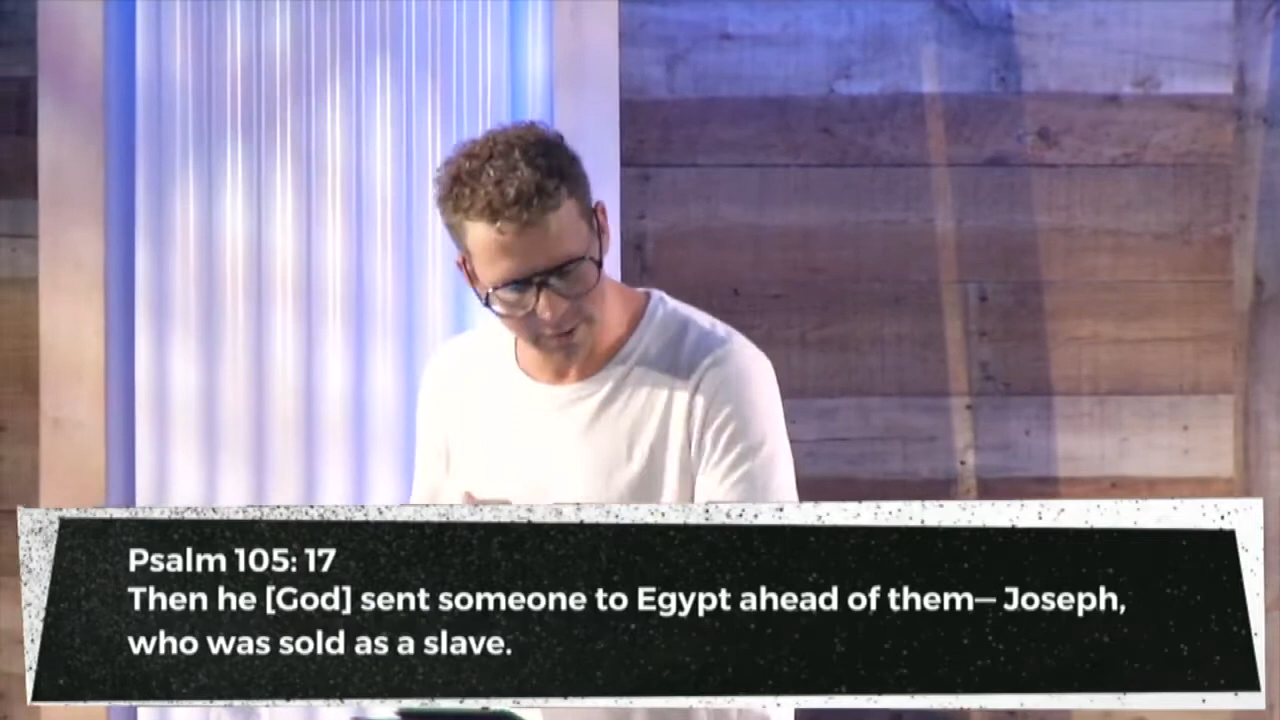 Psalm 105: 17
Then he [God] sent someone to Egypt ahead of them— Joseph,
who was sold as a slave.